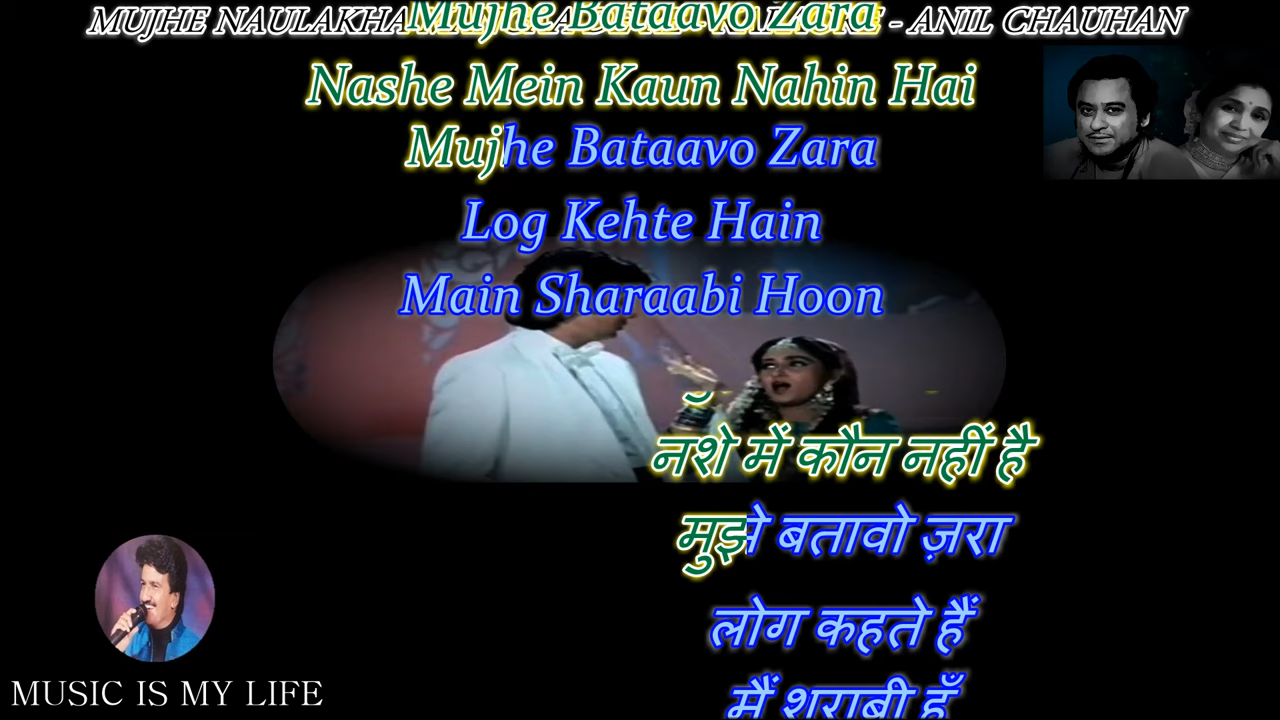 MUJHE NAULAKHA - ANIL CHAUHAN
Mujhe Bataavo Zara
Nashe Mein Kaun Nahin Hai
Mujhe Bataavo Zara
Log Kehte Hain
Main Sharaabi Hoon
नशे में कौन नहीं है
मुझे बतावो ज़रा
लोग कहते हैं
मैं शराबी हूँ
MUSIC IS MY LIFE